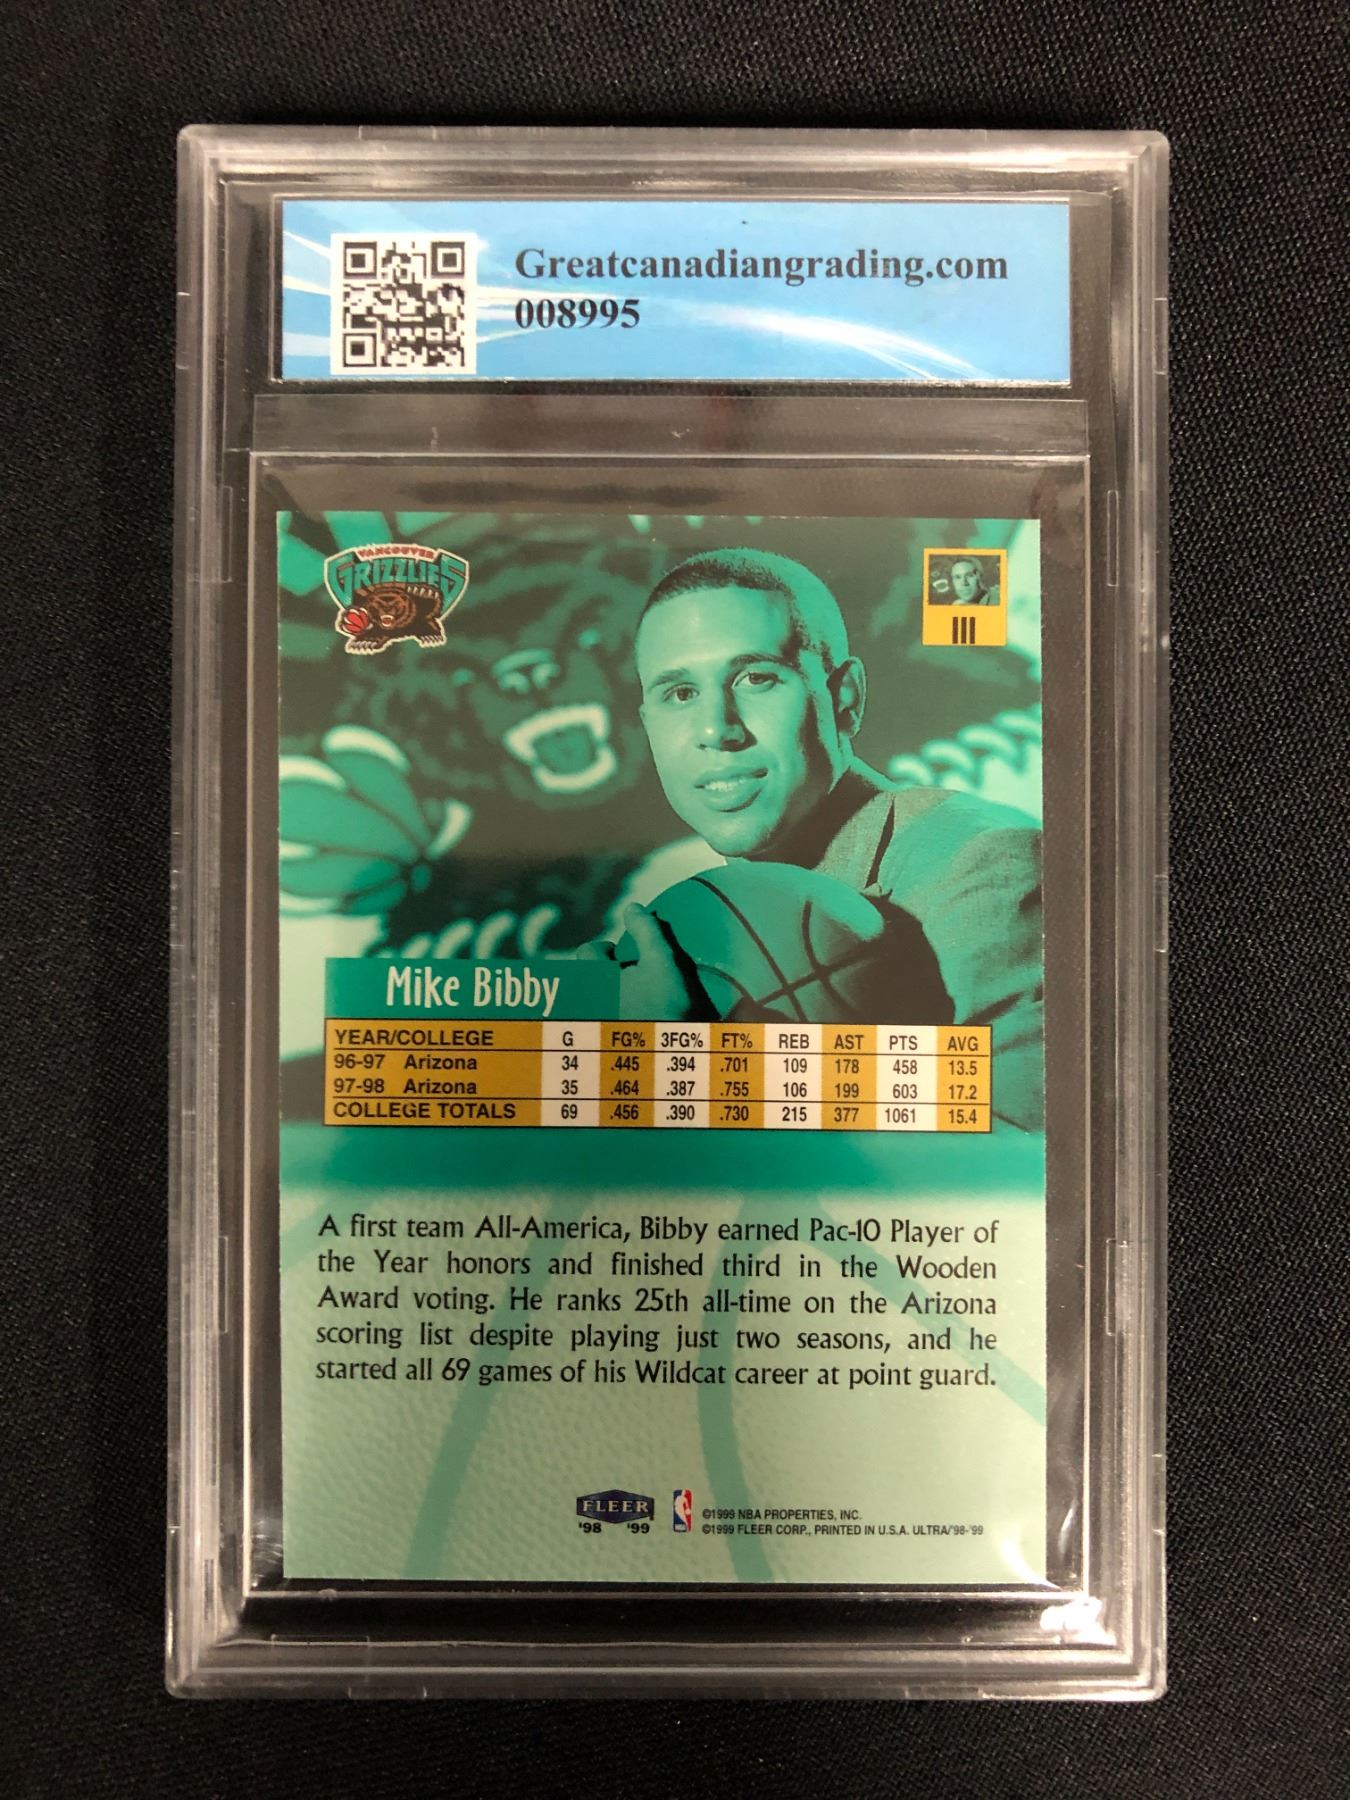 Greatcanadiangrading.com
008995
VANCOUVER
GRIZZLIES
111
Mike Bibby
YEAR/COLLEGE G FG% 3FG% FT% REB AST PTS AVG
96-97 Arizona 34 .445 .394 .701 109 178 458 13.5
97-98 Arizona 35 .464 .387 .755 106 199 603 17.2
COLLEGE TOTALS 69 .456 .390 .730 215 377 1061 15.4
A first team All-America, Bibby earned Pac-10 Player of
the Year honors and finished third in the Wooden
Award voting. He ranks 25th all-time on the Arizona
scoring list despite playing just two seasons, and he
started all 69 games of his Wildcat career at point guard.
FLEER
'98 '99
NBA
©1999 NBA PROPERTIES, INC.
©1999 FLEER CORP., PRINTED IN U.S.A. ULTRA/'98-'99